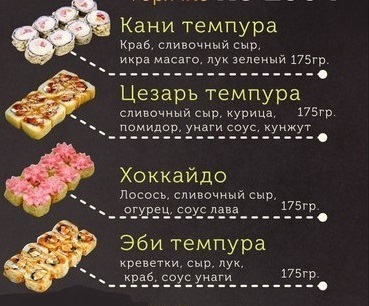 Кани темпура
Краб, сливочный сыр,
икра масаго, лук зеленый 175гр.
Цезарь темпура
сливочный сыр, курица, 175гр.
помидор, унаги соус, кунжут
Хоккайдо
Лосось, сливочный сыр,
огурец, соус лава 175гр.
Эби темпура
креветки, сыр, лук,
краб, соус унаги 175гр.